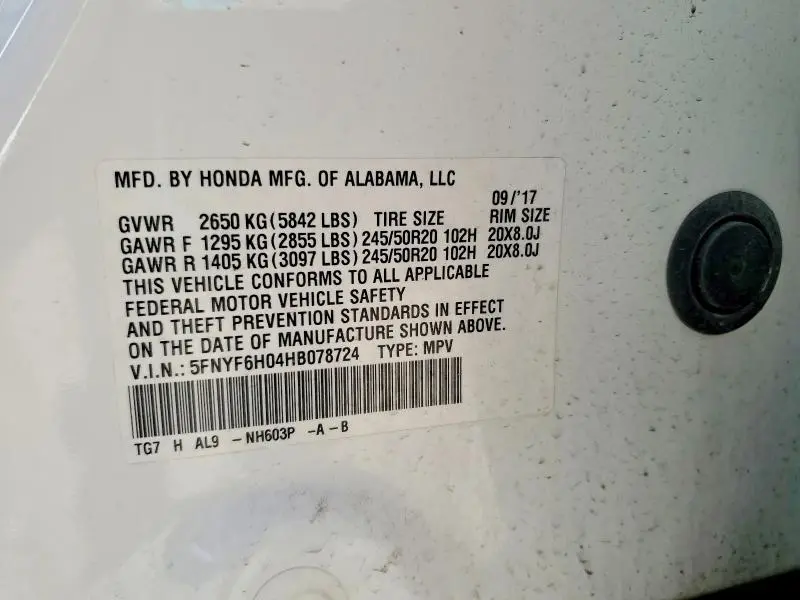 MFD. BY HONDA MFG. OF ALABAMA, LLC
09/'17
GVWR 2650 KG(5842 LBS) TIRE SIZE RIM SIZE
GAWR F 1295 KG(2855 LBS) 245/50R20 102H 20X8.0J
GAWR R 1405 KG(3097 LBS) 245/50R20 102H 20X8.0J
THIS VEHICLE CONFORMS TO ALL APPLICABLE
FEDERAL MOTOR VEHICLE SAFETY
AND THEFT PREVENTION STANDARDS IN EFFECT
ON THE DATE OF MANUFACTURE SHOWN ABOVE.
V.I.N.: 5FNYF6H04HB078724 TYPE: MPV
TG7 H AL9 -NH603P -A-B